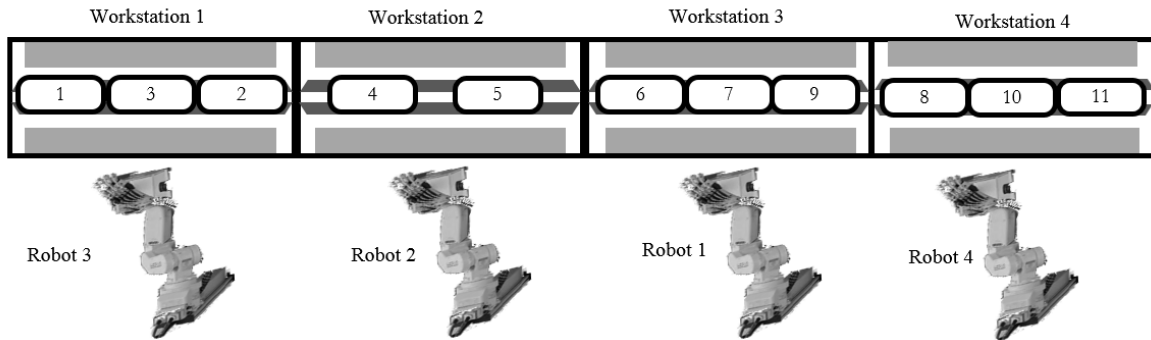 Workstation 1
Workstation 2
Workstation 3
Workstation 4
1 3 2
4 5
6 7 9
8 10 11
Robot 3
Robot 2
Robot 1
Robot 4